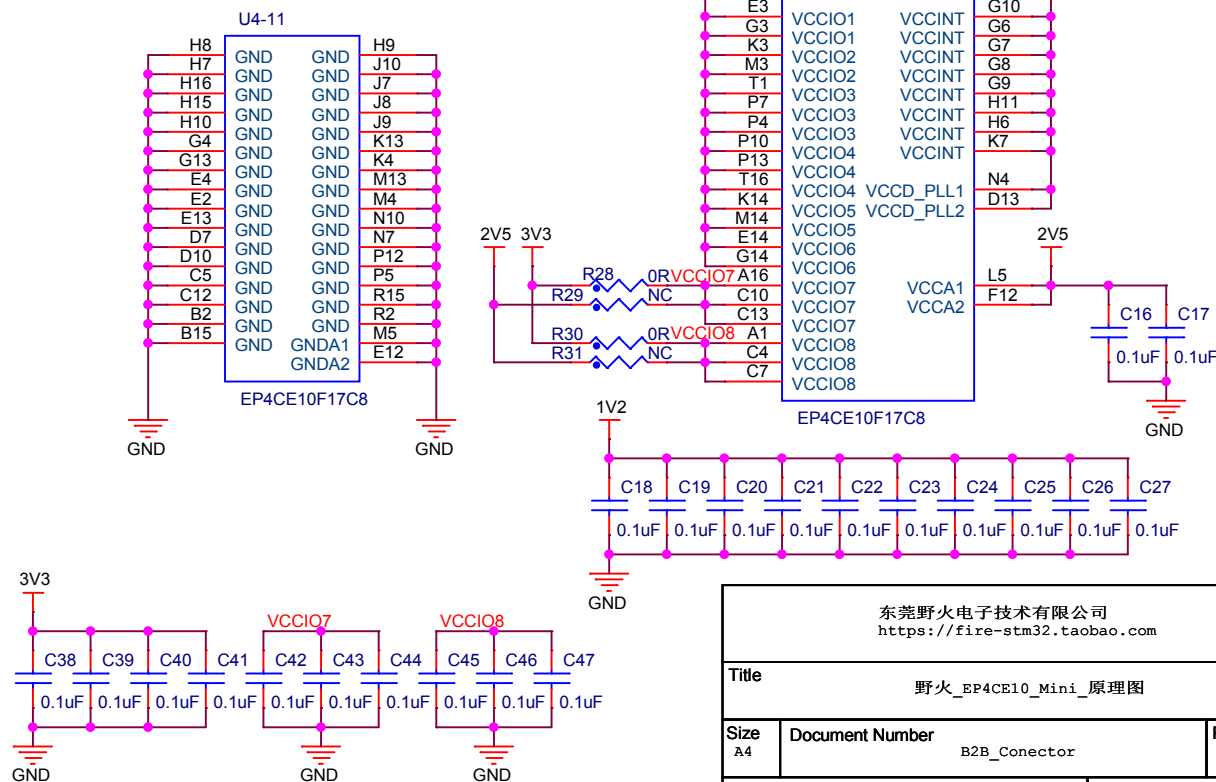 U4-11
H8 GND GND H9
H7 GND GND J10
H16 GND GND J7
H15 GND GND J8
H10 GND GND J9
G4 GND GND K13
G13 GND GND K4
E4 GND GND M13
E2 GND GND M4
E13 GND GND N10
D7 GND GND N7
D10 GND GND P12
C5 GND GND P5
C12 GND GND R15
B2 GND GND R2
B15 GND GNDA1 M5
GNDA2 E12
EP4CE10F17C8
GND GND
E3 VCCIO1 VCCINT G10
G3 VCCIO1 VCCINT G6
K3 VCCIO2 VCCINT G7
M3 VCCIO2 VCCINT G8
T1 VCCIO3 VCCINT G9
P7 VCCIO3 VCCINT H11
P4 VCCIO3 VCCINT H6
P10 VCCIO4 VCCINT K7
P13 VCCIO4
T16 VCCIO4 VCCD_PLL1 N4
K14 VCCIO5 VCCD_PLL2 D13
M14 VCCIO5
E14 VCCIO6
G14 VCCIO6
2V5 3V3 2V5
R28 0R VCCIO7 A16 VCCIO7 VCCA1 L5
R29 NC C10 VCCIO7 VCCA2 F12
C13 VCCIO7
R30 0R VCCIO8 A1 VCCIO8
R31 NC C4 VCCIO8
C7 VCCIO8
EP4CE10F17C8
C16 C17
0.1uF 0.1uF
GND
1V2
C18 C19 C20 C21 C22 C23 C24 C25 C26 C27
0.1uF 0.1uF 0.1uF 0.1uF 0.1uF 0.1uF 0.1uF 0.1uF 0.1uF 0.1uF
GND
3V3 VCCIO7 VCCIO8
C38 C39 C40 C41 C42 C43 C44 C45 C46 C47
0.1uF 0.1uF 0.1uF 0.1uF 0.1uF 0.1uF 0.1uF 0.1uF 0.1uF 0.1uF
GND GND GND
东莞野火电子技术有限公司
https://fire-stm32.taobao.com
Title
野火_EP4CE10_Mini_原理图
Size Document Number
A4 B2B_Conector